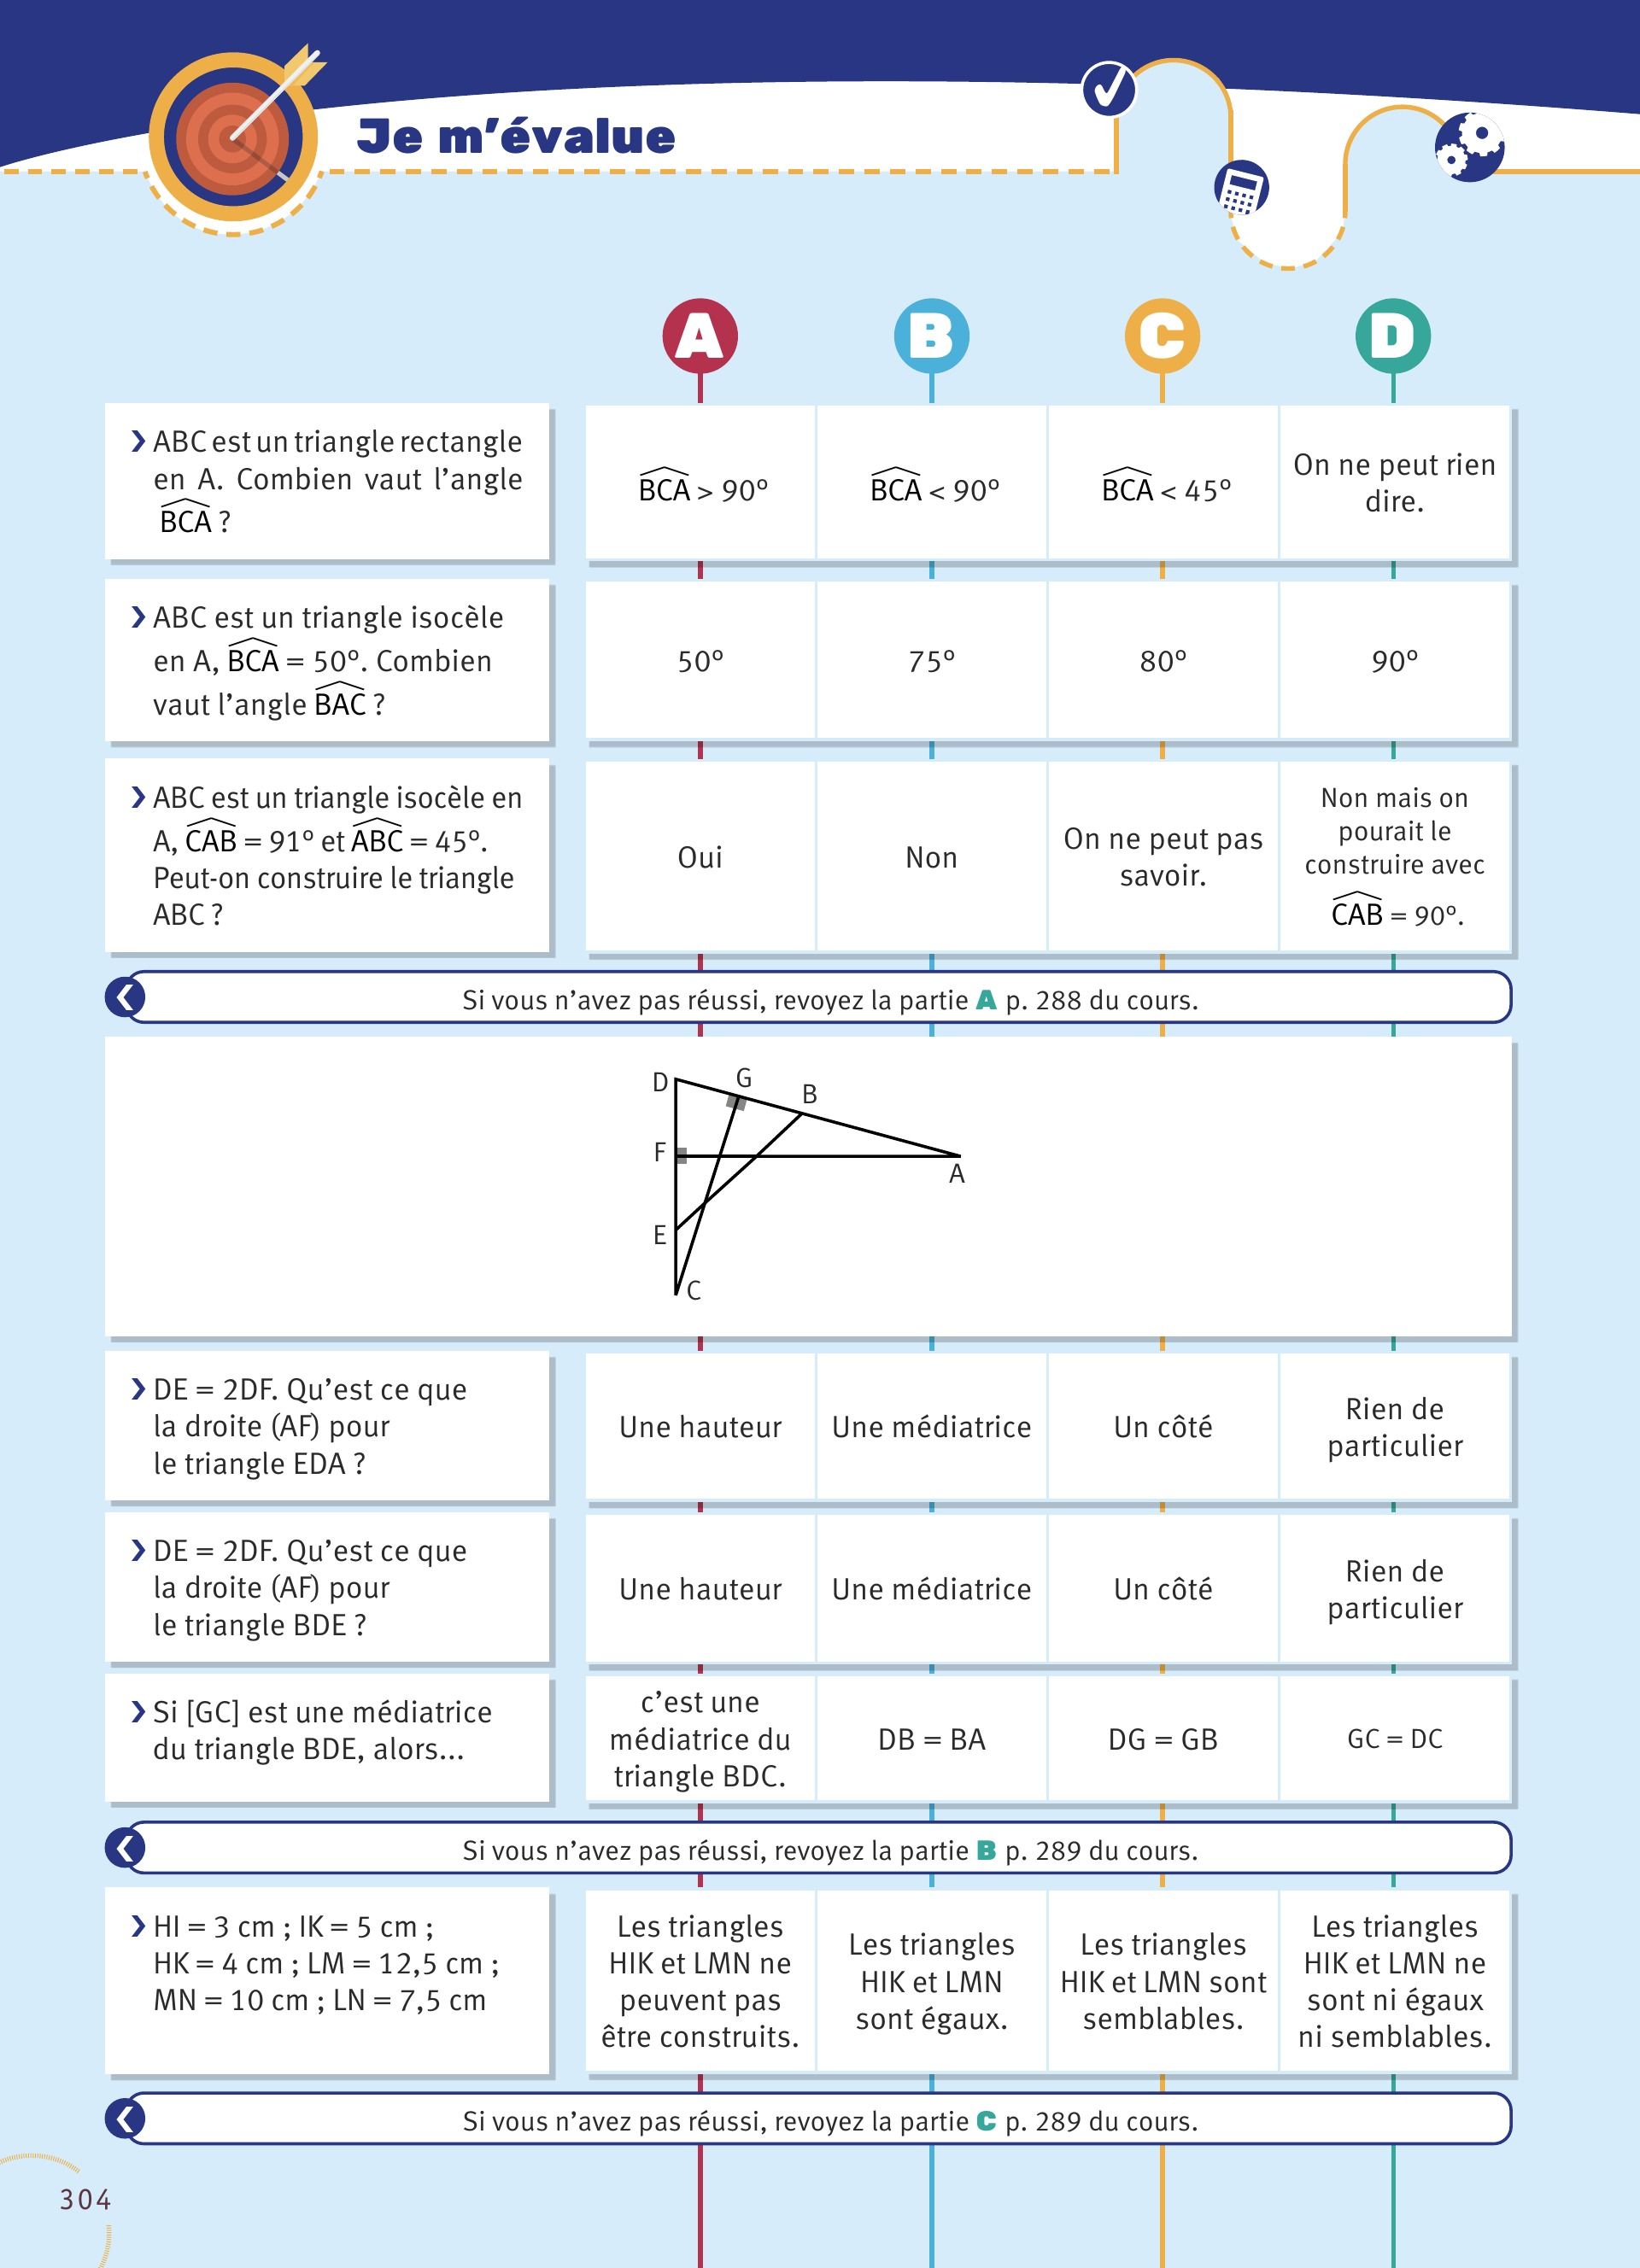 Je m'évalue
A B C D
ABC est un triangle rectangle
en A. Combien vaut l'angle
BCA ?
BCA > 90°
BCA < 90°
BCA < 45°
On ne peut rien
dire.
ABC est un triangle isocèle
en A, BCA = 50°. Combien
vaut l'angle BAC ?
50°
75°
80°
90°
ABC est un triangle isocèle en
A, CAB = 91° et ABC = 45°.
Peut-on construire le triangle
ABC ?
Oui
Non
On ne peut pas
savoir.
Non mais on
pourait le
construire avec
CAB = 90°.
Si vous n'avez pas réussi, revoyez la partie A p. 288 du cours.
D
G
B
F
A
E
C
DE = 2DF. Qu'est ce que
la droite (AF) pour
le triangle EDA ?
Une hauteur
Une médiatrice
Un côté
Rien de
particulier
DE = 2DF. Qu'est ce que
la droite (AF) pour
le triangle BDE ?
Une hauteur
Une médiatrice
Un côté
Rien de
particulier
Si [GC] est une médiatrice
du triangle BDE, alors...
c'est une
médiatrice du
triangle BDC.
DB = BA
DG = GB
GC = DC
Si vous n'avez pas réussi, revoyez la partie B p. 289 du cours.
HI = 3 cm ; IK = 5 cm ;
HK = 4 cm ; LM = 12,5 cm ;
MN = 10 cm ; LN = 7,5 cm
Les triangles
HIK et LMN ne
peuvent pas
être construits.
Les triangles
HIK et LMN
sont égaux.
Les triangles
HIK et LMN sont
semblables.
Les triangles
HIK et LMN ne
sont ni égaux
ni semblables.
Si vous n'avez pas réussi, revoyez la partie C p. 289 du cours.
304